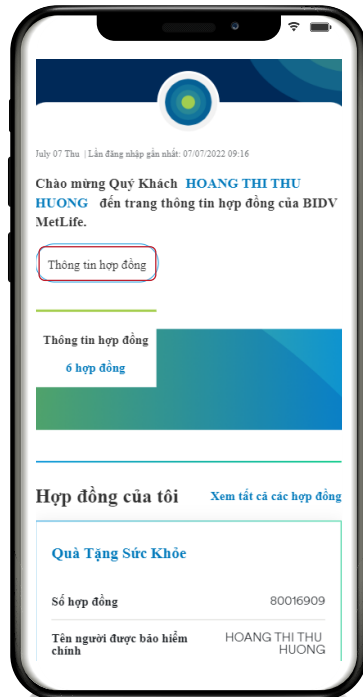 July 07 Thu | Lần đăng nhập gần nhất: 07/07/2022 09:16
Chào mừng Quý Khách HOANG THI THU
HUONG đến trang thông tin hợp đồng của BIDV
MetLife.
Thông tin hợp đồng
Thông tin hợp đồng
6 hợp đồng
Hợp đồng của tôi Xem tất cả các hợp đồng
Quà Tặng Sức Khỏe
Số hợp đồng 80016909
Tên người được bảo hiểm HOANG THI THU
chính HUONG